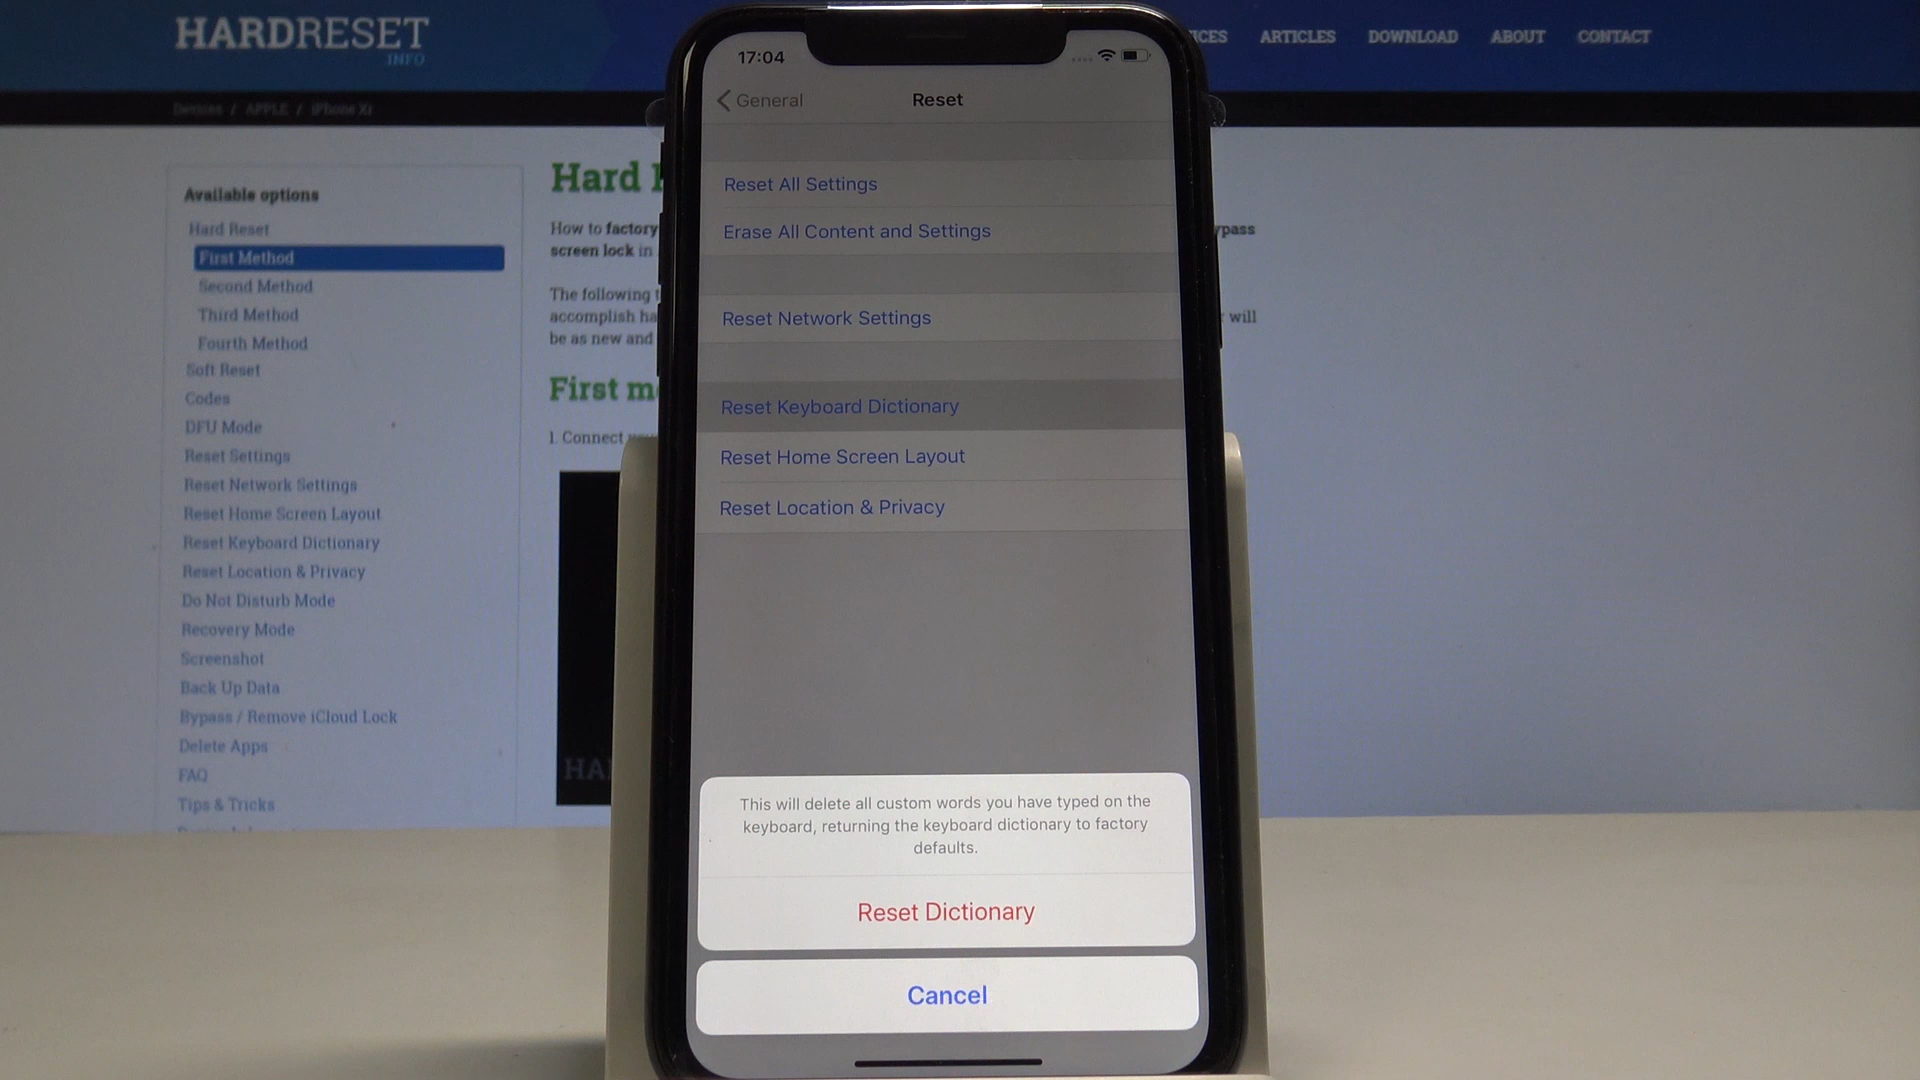 HARDRESET
.INFO
ICES ARTICLES DOWNLOAD ABOUT CONTACT
Devices / APPLE / iPhone Xr
Available options
Hard Reset
First Method
Second Method
Third Method
Fourth Method
Soft Reset
Codes
DFU Mode
Reset Settings
Reset Network Settings
Reset Home Screen Layout
Reset Keyboard Dictionary
Reset Location & Privacy
Do Not Disturb Mode
Recovery Mode
Screenshot
Back Up Data
Bypass / Remove iCloud Lock
Delete Apps
FAQ
Tips & Tricks
Hard
How to factory
ypass
screen lock in
The following
accomplish ha
will
be as new and
First m
1. Connect
HA
17:04
General
Reset
Reset All Settings
Erase All Content and Settings
Reset Network Settings
Reset Keyboard Dictionary
Reset Home Screen Layout
Reset Location & Privacy
This will delete all custom words you have typed on the
keyboard, returning the keyboard dictionary to factory
defaults.
Reset Dictionary
Cancel